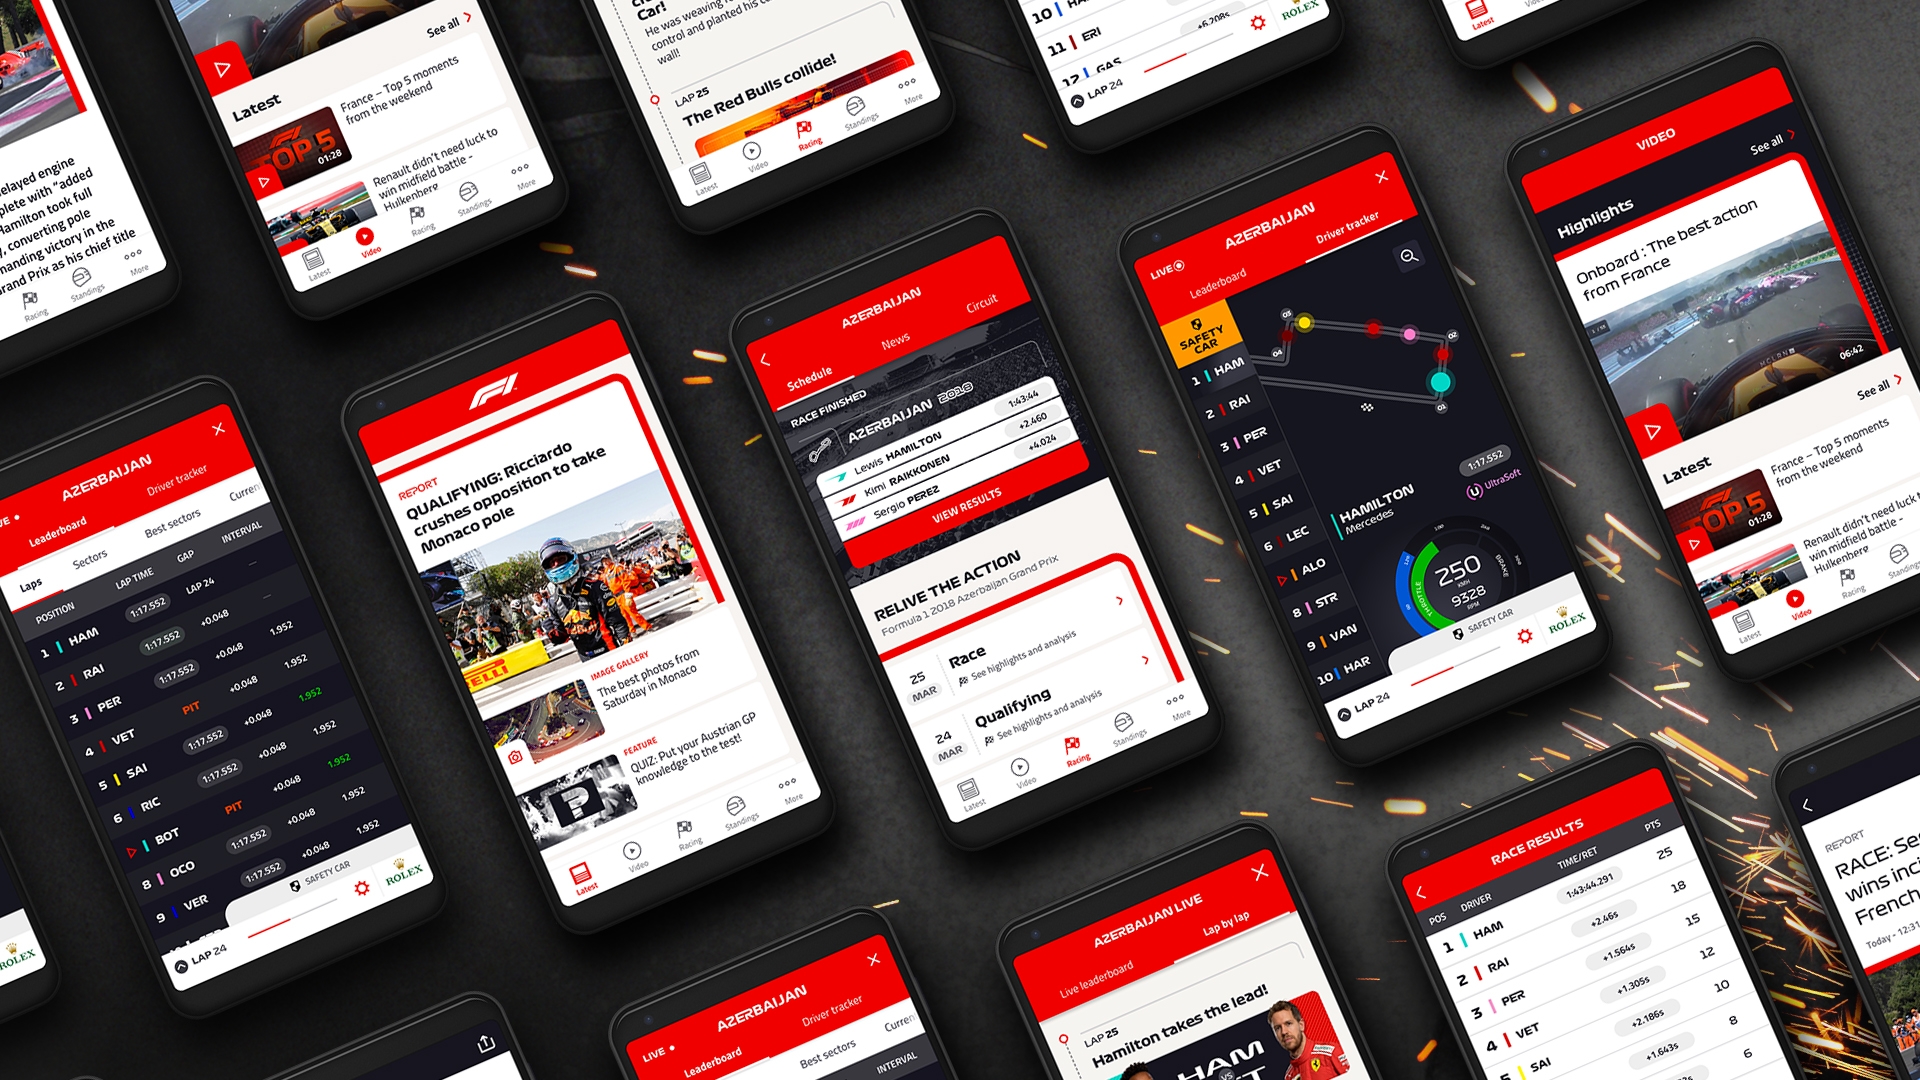 elayed engine
plete with "added
Hamilton took full
, converting pole
manding victory in the
Grand Prix as his chief title
Racing
Standings
More
See all
Latest
TOP 5
01:28
France – Top 5 moments
from the weekend
Renault didn't need luck to
win midfield battle -
Hulkenberg
Latest
Video
Racing
Standings
More
Car!
He was weaving
control and planted his
wall!
LAP 25
The Red Bulls collide!
Latest
Video
Racing
Standings
More
10
11 ERI +6.208s
12 GAS
LAP 24
ROLEX
Latest
VIDEO
See all
Highlights
Onboard : The best action
from France
06:42
See all
Latest
TOP 5
01:28
France – Top 5 moments
from the weekend
Renault didn't need luck
win midfield battle -
Hulkenberg
Latest
Video
Racing
Standings
AZERBAIJAN
LIVE
Leaderboard
Driver tracker
SAFETY
CAR
1 HAM
2 RAI
3 PER
4 VET
5 SAI
6 LEC
ALO
8 STR
9 VAN
10 HAR
03
04
02
01
1:17.552
HAMILTON
Mercedes
U UltraSoft
250
KMH
9328
RPM
THROTTLE
BRAKE
SAFETY CAR
LAP 24
ROLEX
AZERBAIJAN
Schedule
News
Circuit
RACE FINISHED
AZERBAIJAN 2018
Lewis HAMILTON 1:43:44
Kimi RAIKKONEN +2.460
Sergio PEREZ +4.024
VIEW RESULTS
RELIVE THE ACTION
Formula 1 2018 Azerbaijan Grand Prix
25
MAR
Race
See highlights and analysis
24
MAR
Qualifying
See highlights and analysis
Latest
Video
Racing
Standings
More
F1
REPORT
QUALIFYING: Ricciardo
crushes opposition to take
Monaco pole
IMAGE GALLERY
The best photos from
Saturday in Monaco
FEATURE
QUIZ: Put your Austrian GP
knowledge to the test!
Latest
Video
Racing
Standings
More
AZERBAIJAN
Leaderboard
Driver tracker
Laps
Sectors
Best sectors
Curren
POSITION LAP TIME GAP INTERVAL
1 HAM 1:17.552 LAP 24 —
2 RAI 1:17.552 +0.048 —
3 PER 1:17.552 +0.048 1.952
4 VET PIT +0.048 1.952
5 SAI 1:17.552 +0.048 1.952
6 RIC 1:17.552 +0.048 1.952
BOT PIT +0.048 1.952
8 OCO 1:17.552 +0.048 1.952
9 VER 1:17.552 +0.048 1.952
SAFETY CAR
LAP 24
ROLEX
ROLEX
AZERBAIJAN
LIVE
Leaderboard
Driver tracker
Best sectors
Curren
INTERVAL
AZERBAIJAN LIVE
Live leaderboard
Lap by lap
LAP 25
Hamilton takes the lead!
HAM
VS
RACE RESULTS
POS DRIVER TIME/RET PTS
1 HAM 1:43:44.291 25
2 RAI +2.46s 18
3 PER +1.564s 15
4 VET +1.305s 12
5 SAI +2.186s 10
+1.643s 8
6
REPORT
RACE: Se
wins inci
French
Today - 12:31